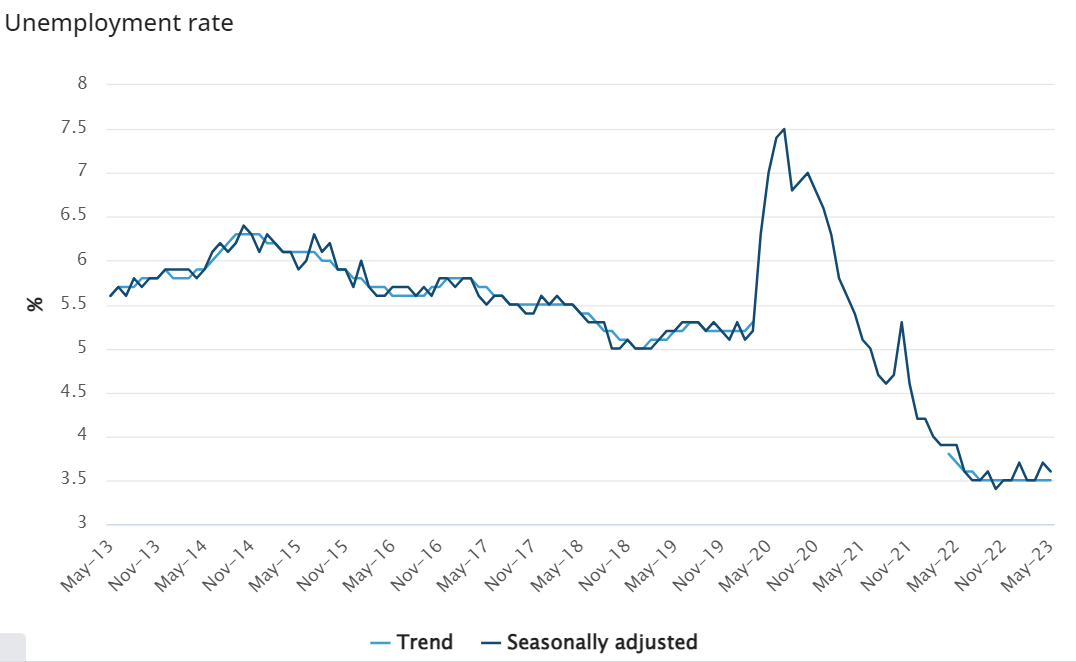 Unemployment rate
8
7.5
7
6.5
6
5.5
5
4.5
4
3.5
3
%
May–13
Nov–13
May–14
Nov–14
May–15
Nov–15
May–16
Nov–16
May–17
Nov–17
May–18
Nov–18
May–19
Nov–19
May–20
Nov–20
May–21
Nov–21
May–22
Nov–22
May–23
Trend
Seasonally adjusted